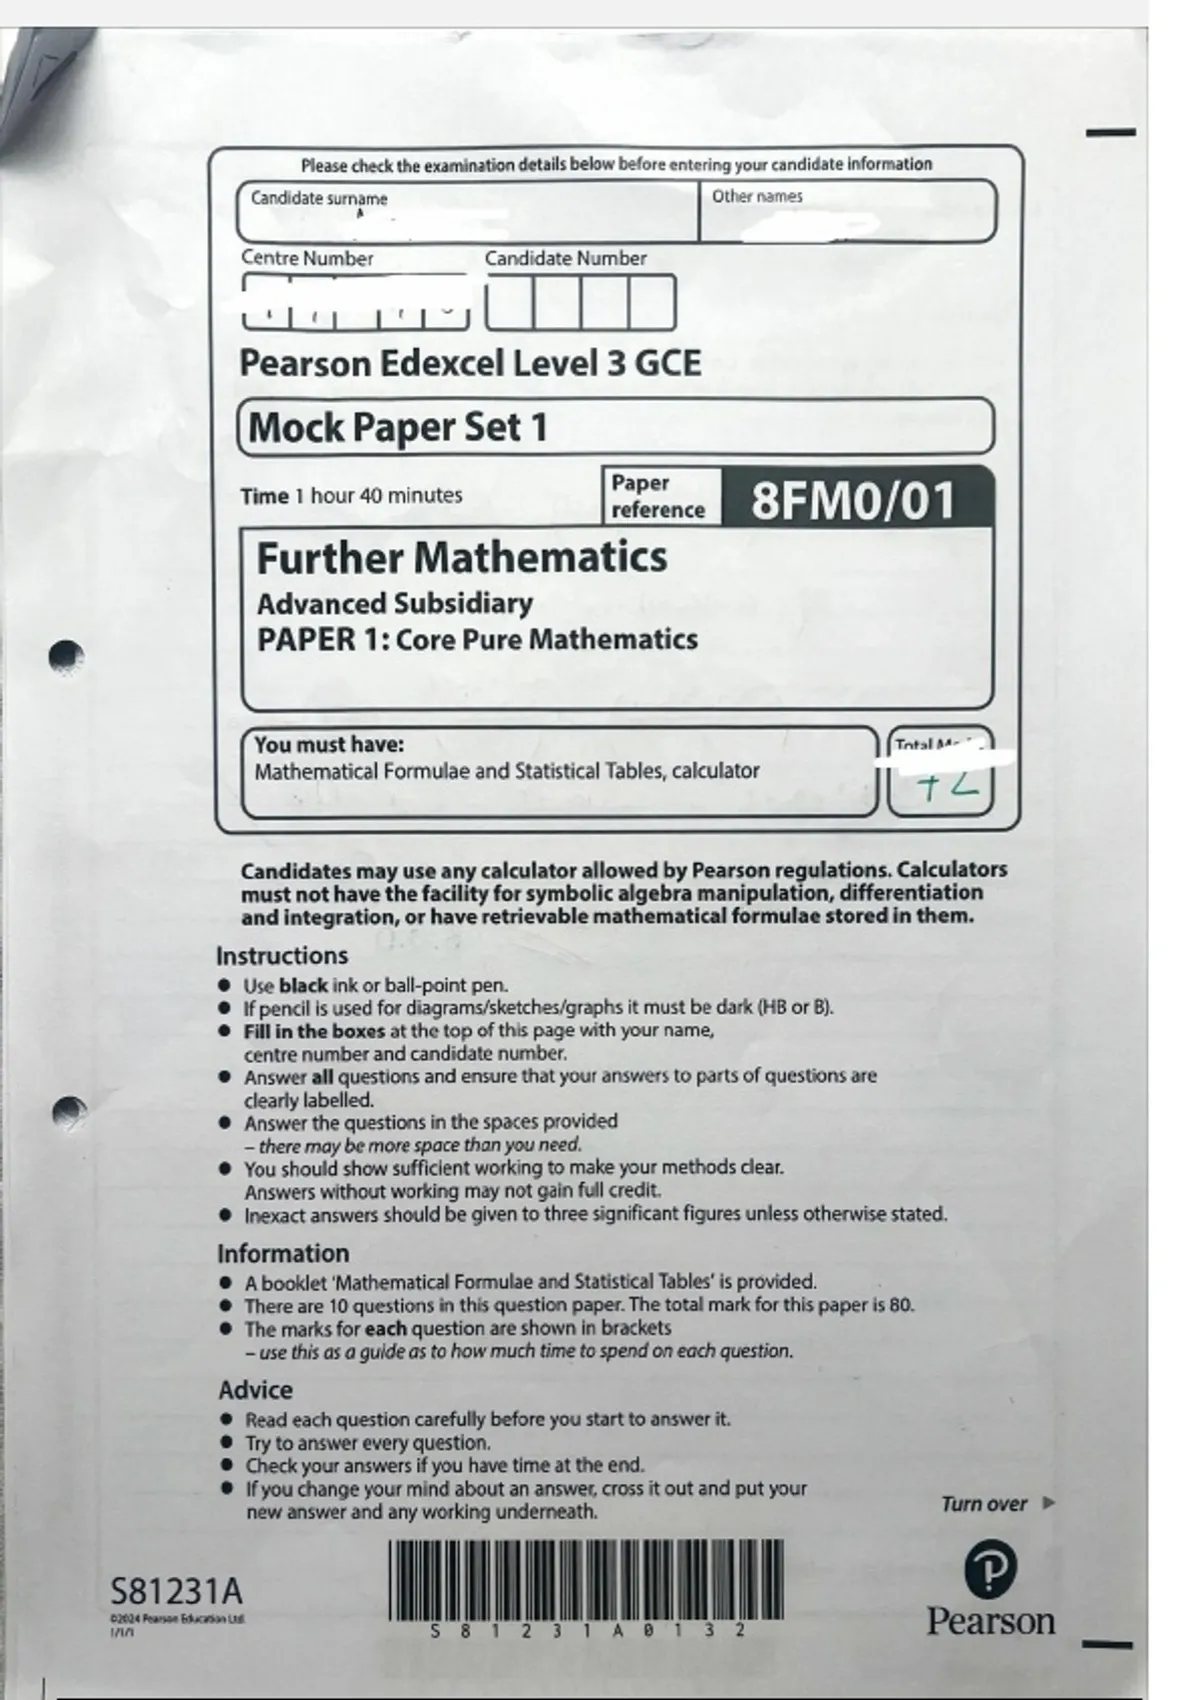 Please check the examination details below before entering your candidate information
Candidate surname
Other names
Centre Number
Candidate Number
Pearson Edexcel Level 3 GCE
Mock Paper Set 1
Time 1 hour 40 minutes
Paper
reference
8FM0/01
Further Mathematics
Advanced Subsidiary
PAPER 1: Core Pure Mathematics
You must have:
Mathematical Formulae and Statistical Tables, calculator
Total
Candidates may use any calculator allowed by Pearson regulations. Calculators
must not have the facility for symbolic algebra manipulation, differentiation
and integration, or have retrievable mathematical formulae stored in them.
Instructions
● Use black ink or ball-point pen.
● If pencil is used for diagrams/sketches/graphs it must be dark (HB or B).
● Fill in the boxes at the top of this page with your name,
centre number and candidate number.
● Answer all questions and ensure that your answers to parts of questions are
clearly labelled.
● Answer the questions in the spaces provided
– there may be more space than you need.
● You should show sufficient working to make your methods clear.
Answers without working may not gain full credit.
● Inexact answers should be given to three significant figures unless otherwise stated.
Information
● A booklet 'Mathematical Formulae and Statistical Tables' is provided.
● There are 10 questions in this question paper. The total mark for this paper is 80.
● The marks for each question are shown in brackets
– use this as a guide as to how much time to spend on each question.
Advice
● Read each question carefully before you start to answer it.
● Try to answer every question.
● Check your answers if you have time at the end.
● If you change your mind about an answer, cross it out and put your
new answer and any working underneath.
Turn over ▶
S81231A
©2024 Pearson Education Ltd.
1/1/1
S 8 1 2 3 1 A 0 1 3 2
Pearson